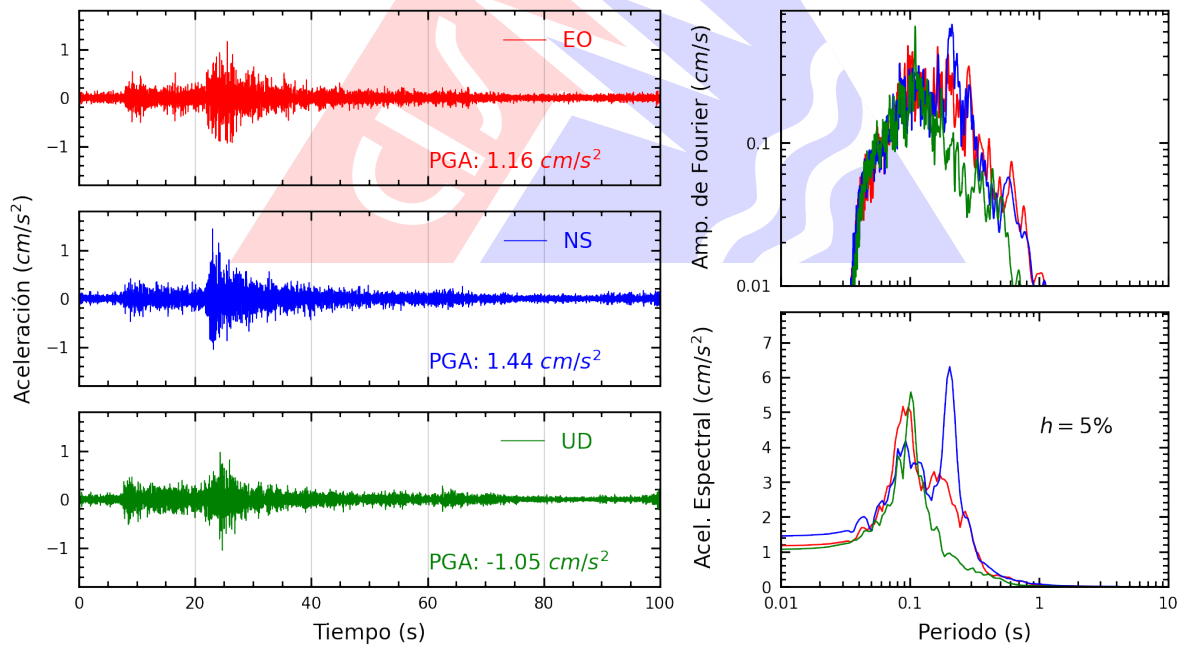 Aceleración (cm/s²)
1
0
−1
EO
PGA: 1.16 cm/s²
1
0
−1
NS
PGA: 1.44 cm/s²
1
0
−1
UD
PGA: -1.05 cm/s²
0 20 40 60 80 100
Tiempo (s)
Amp. de Fourier (cm/s)
0.1
0.01
Acel. Espectral (cm/s²)
7
6
5
4
3
2
1
0
h = 5%
0.01 0.1 1 10
Periodo (s)
CIS